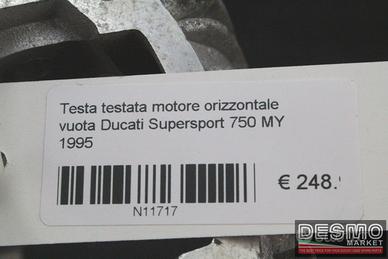 Testa testata motore orizzontale
vuota Ducati Supersport 750 MY
1995
€ 248.
N11717
DESMO
MARKET